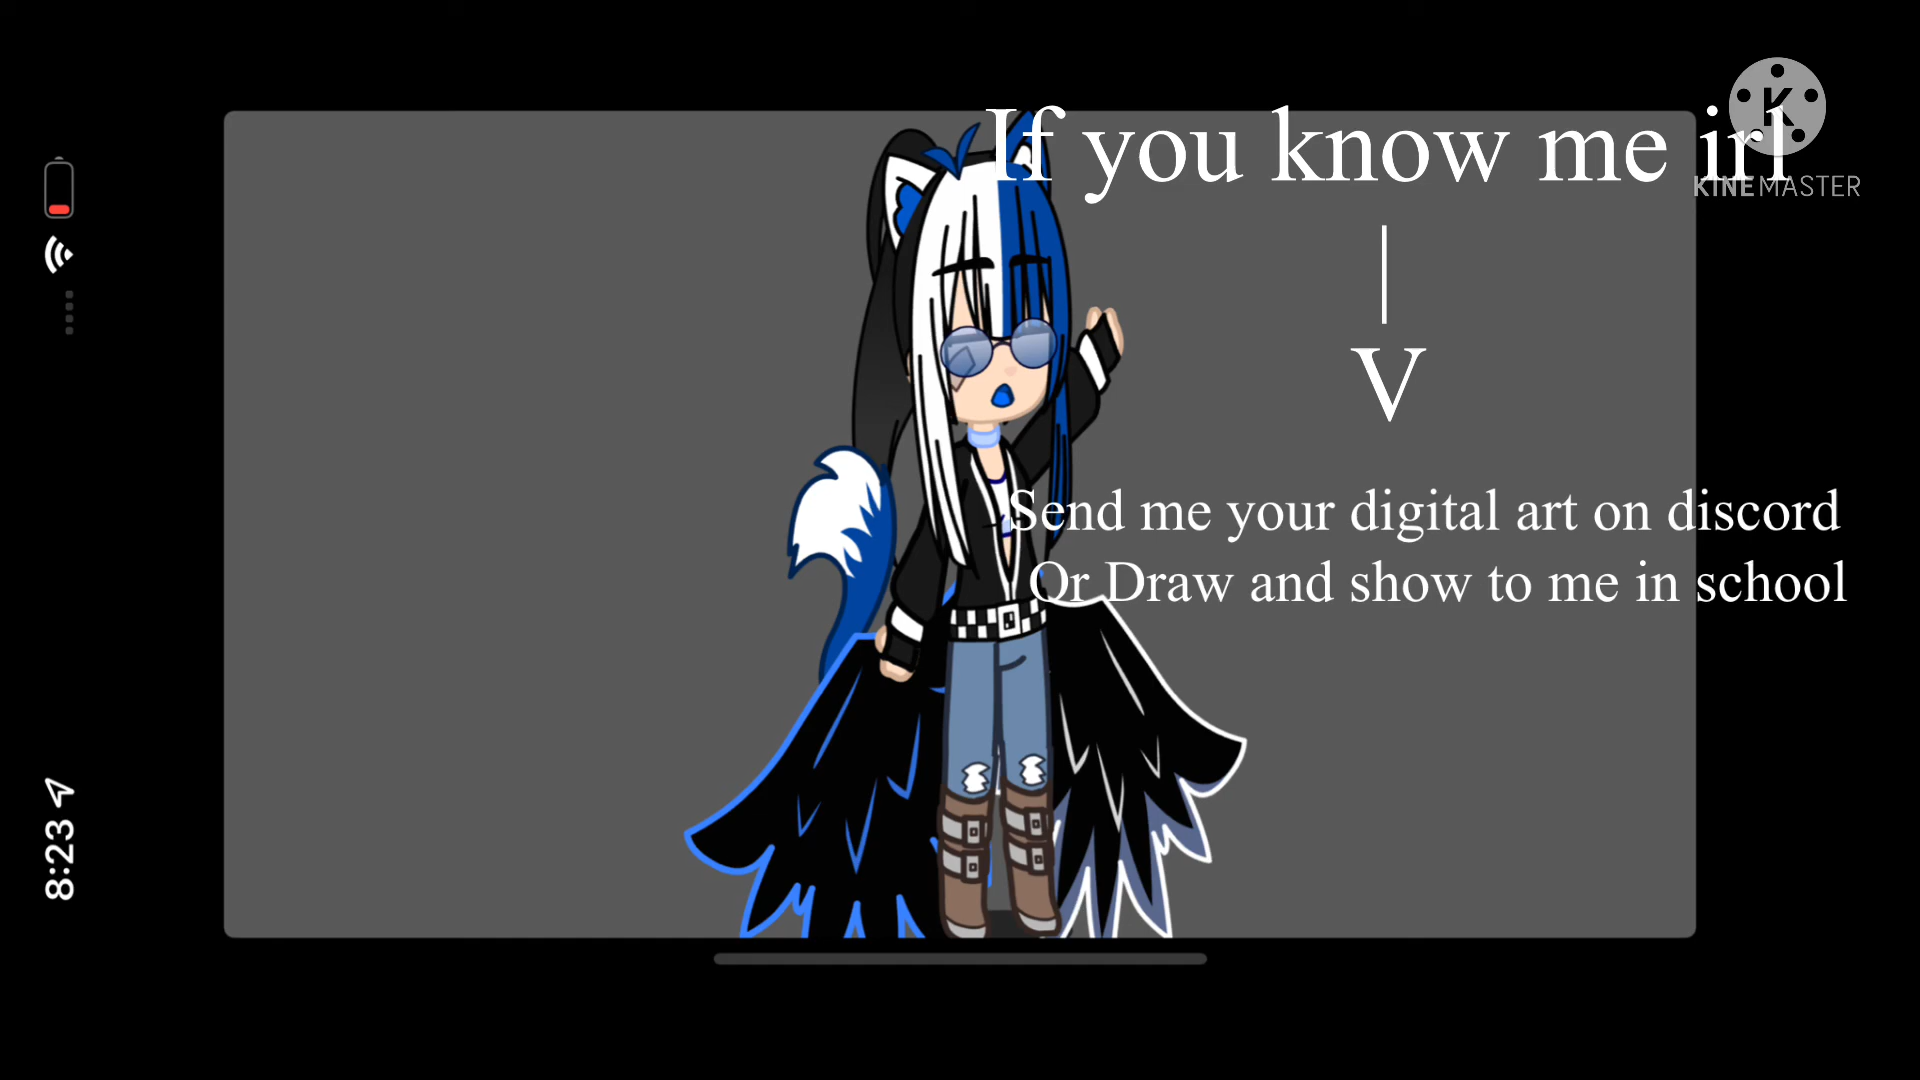 If you know me irl
|
V
KINEMASTER
Send me your digital art on discord
Or Draw and show to me in school
8:23